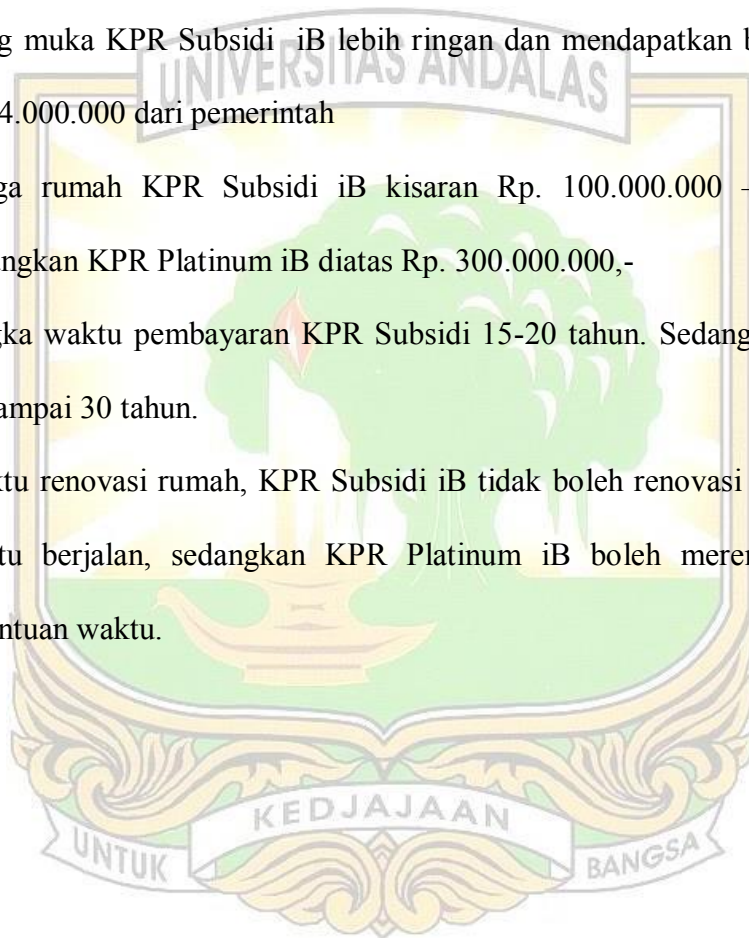 g muka KPR Subsidi iB lebih ringan dan mendapatkan b
4.000.000 dari pemerintah
ga rumah KPR Subsidi iB kisaran Rp. 100.000.000 -
angkan KPR Platinum iB diatas Rp. 300.000.000,-
gka waktu pembayaran KPR Subsidi 15-20 tahun. Sedang
ampai 30 tahun.
ktu renovasi rumah, KPR Subsidi iB tidak boleh renovasi
tu berjalan, sedangkan KPR Platinum iB boleh meren
ntuan waktu.
UNIVERSITAS ANDALAS
UNTUK KEDJAJAAN BANGSA